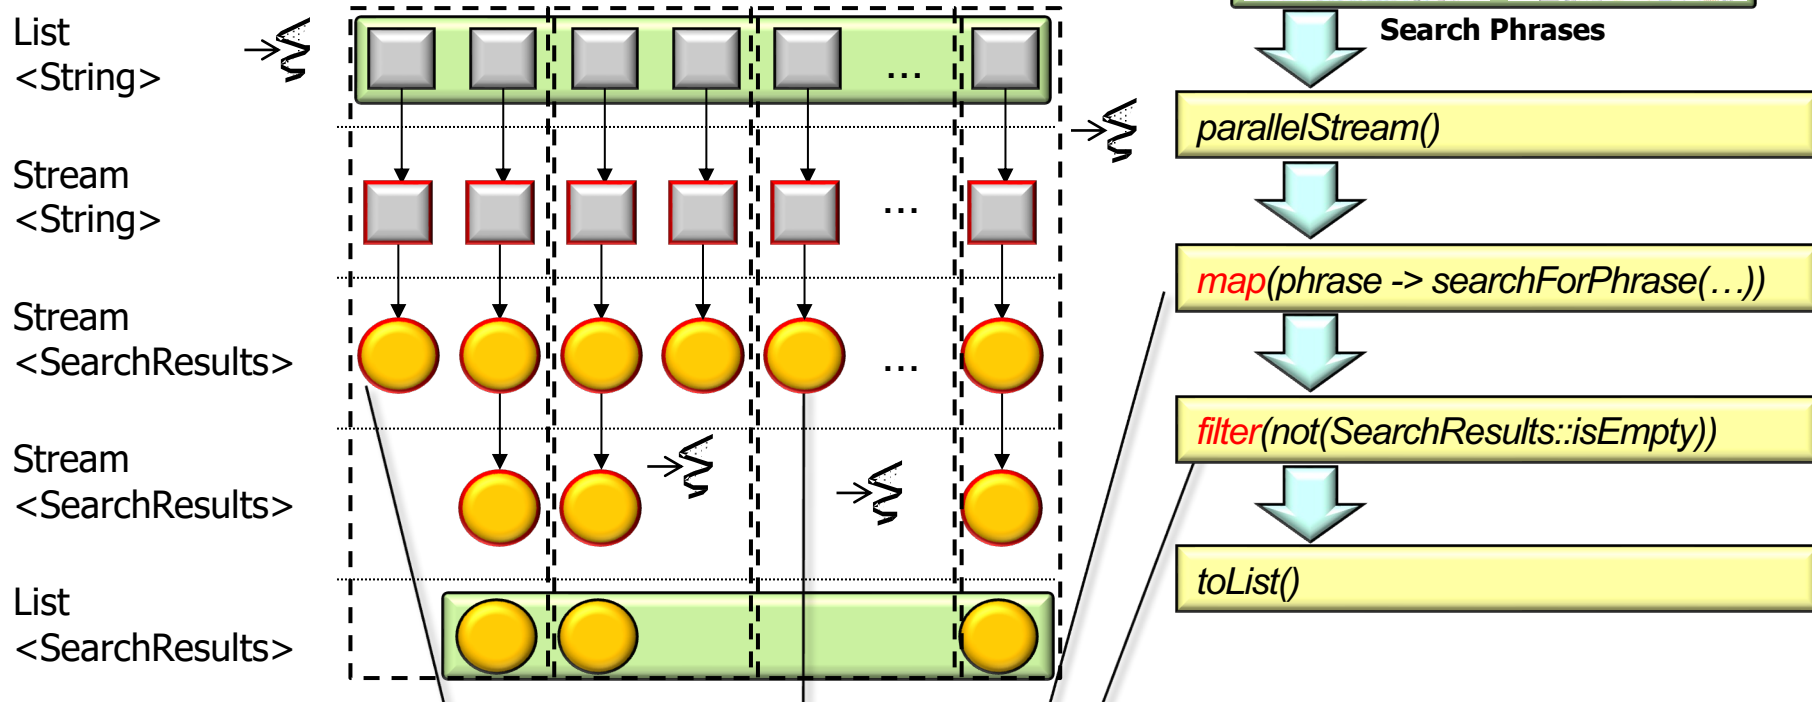 List
<String>
...
Stream
<String>
...
Stream
<SearchResults>
...
Stream
<SearchResults>
List
<SearchResults>
Search Phrases
parallelStream()
map(phrase -> searchForPhrase(…))
filter(not(SearchResults::isEmpty))
toList()